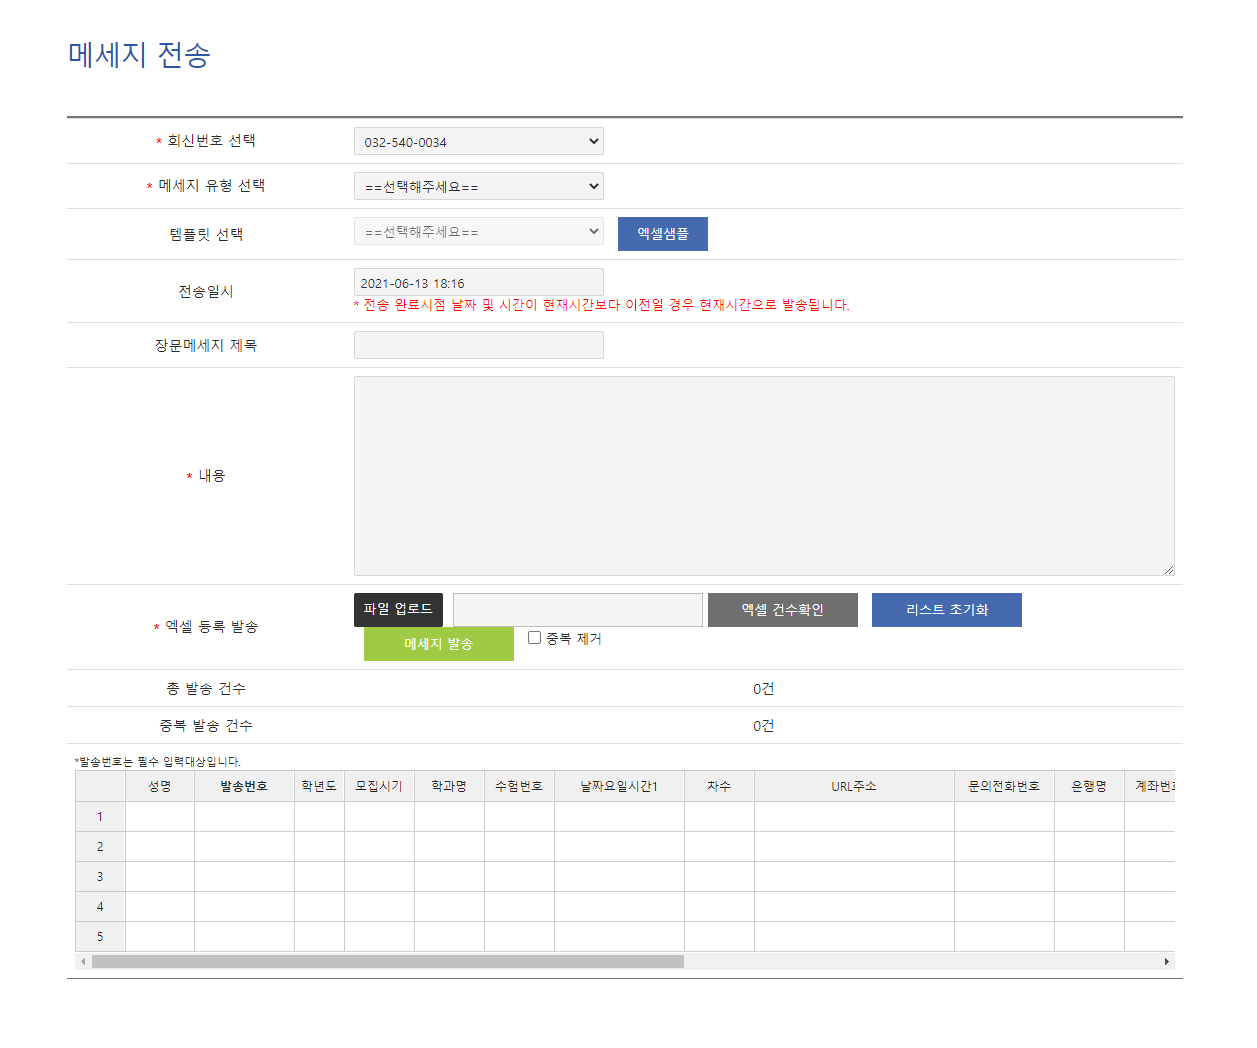 메세지 전송
* 회신번호 선택 032-540-0034
* 메세지 유형 선택 ==선택해주세요==
템플릿 선택 ==선택해주세요== 엑셀샘플
전송일시 2021-06-13 18:16
* 전송 완료시점 날짜 및 시간이 현재시간보다 이전일 경우 현재시간으로 발송됩니다.
장문메세지 제목
* 내용
* 엑셀 등록 발송 파일 업로드 엑셀 건수확인 리스트 초기화
메세지 발송 중복 제거
총 발송 건수 0건
중복 발송 건수 0건
*발송번호는 필수 입력대상입니다.
성명 발송번호 학년도 모집시기 학과명 수험번호 날짜요일시간1 차수 URL주소 문의전화번호 은행명 계좌번호
1
2
3
4
5